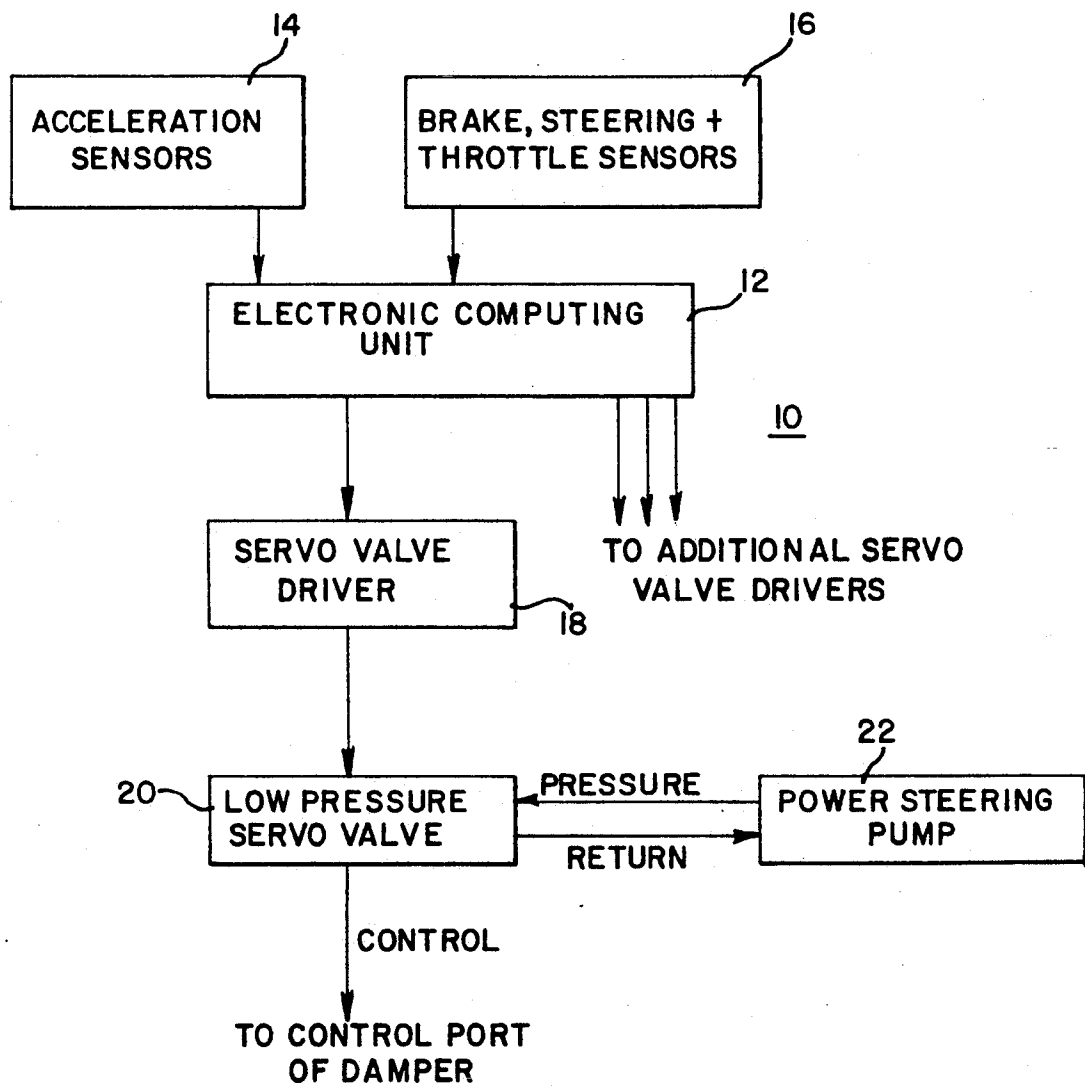 14
16
ACCELERATION
SENSORS
BRAKE, STEERING +
THROTTLE SENSORS
12
ELECTRONIC COMPUTING
UNIT
10
SERVO VALVE
DRIVER
18
TO ADDITIONAL SERVO
VALVE DRIVERS
22
20
LOW PRESSURE
SERVO VALVE
PRESSURE
RETURN
POWER STEERING
PUMP
CONTROL
TO CONTROL PORT
OF DAMPER